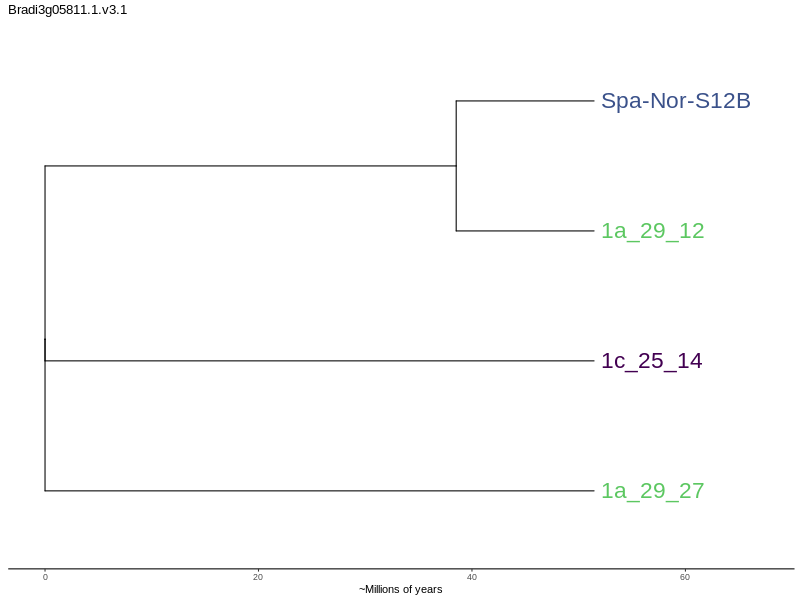 Bradi3g05811.1.v3.1
Spa-Nor-S12B
1a_29_12
1c_25_14
1a_29_27
0 20 40 60
~Millions of years